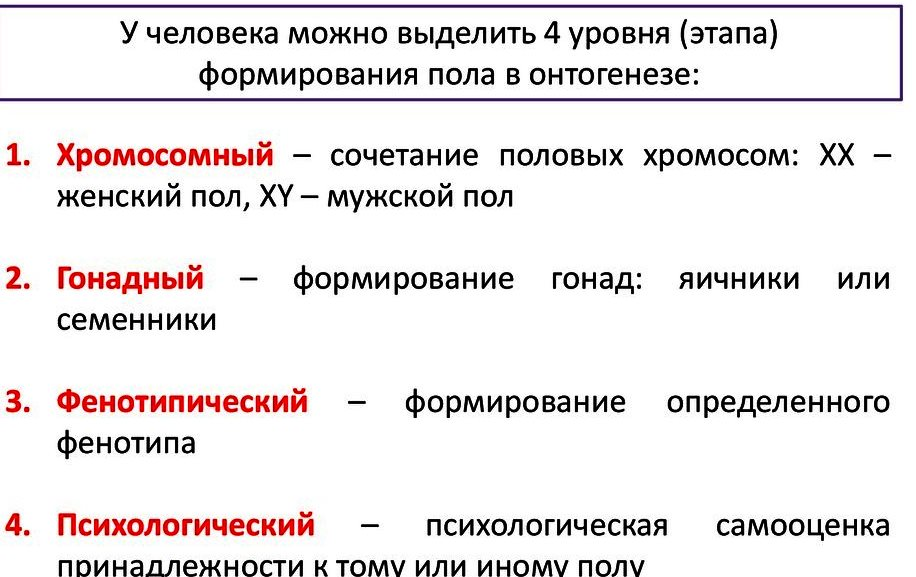 У человека можно выделить 4 уровня (этапа)
формирования пола в онтогенезе:
1. Хромосомный – сочетание половых хромосом: XX –
женский пол, XY – мужской пол
2. Гонадный – формирование гонад: яичники или
семенники
3. Фенотипический – формирование определенного
фенотипа
4. Психологический – психологическая самооценка
принадлежности к тому или иному полу